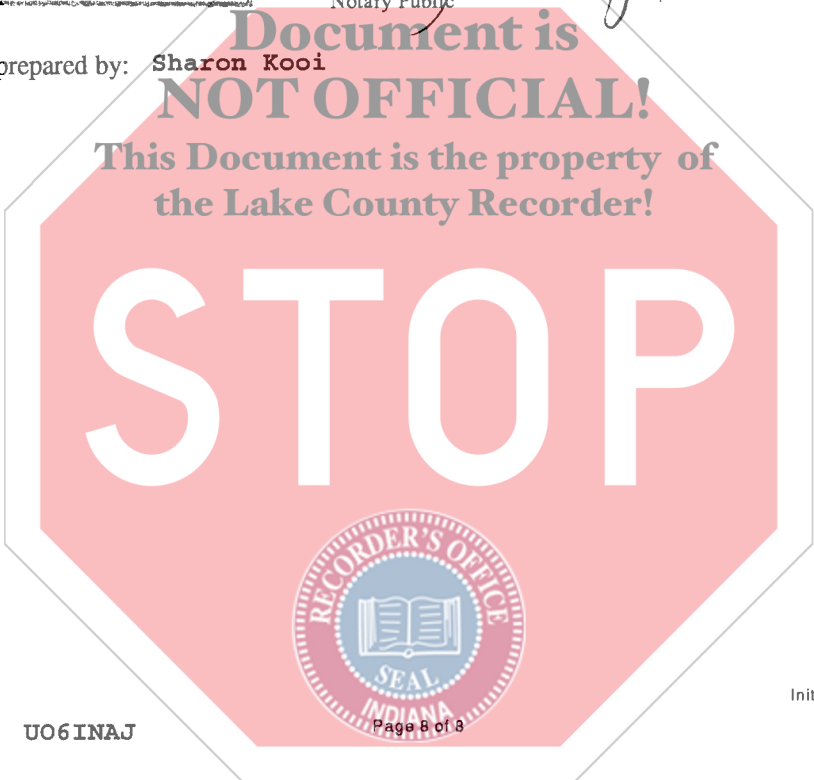 Notary Public
Document is
prepared by: Sharon Kooi
NOT OFFICIAL!
This Document is the property of
the Lake County Recorder!
STOP
RECORDER'S OFFICE
SEAL
INDIANA
Init
UO6INAJ
Page 8 of 8